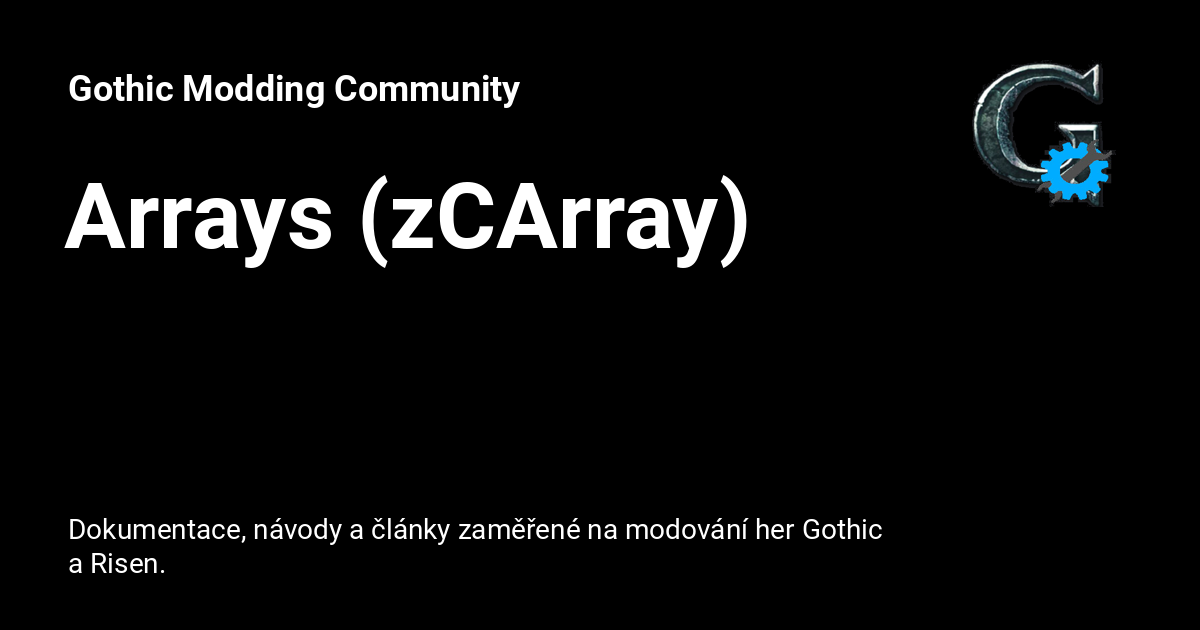 Gothic Modding Community
Arrays (zCArray)
Dokumentace, návody a články zaměřené na modování her Gothic
a Risen.